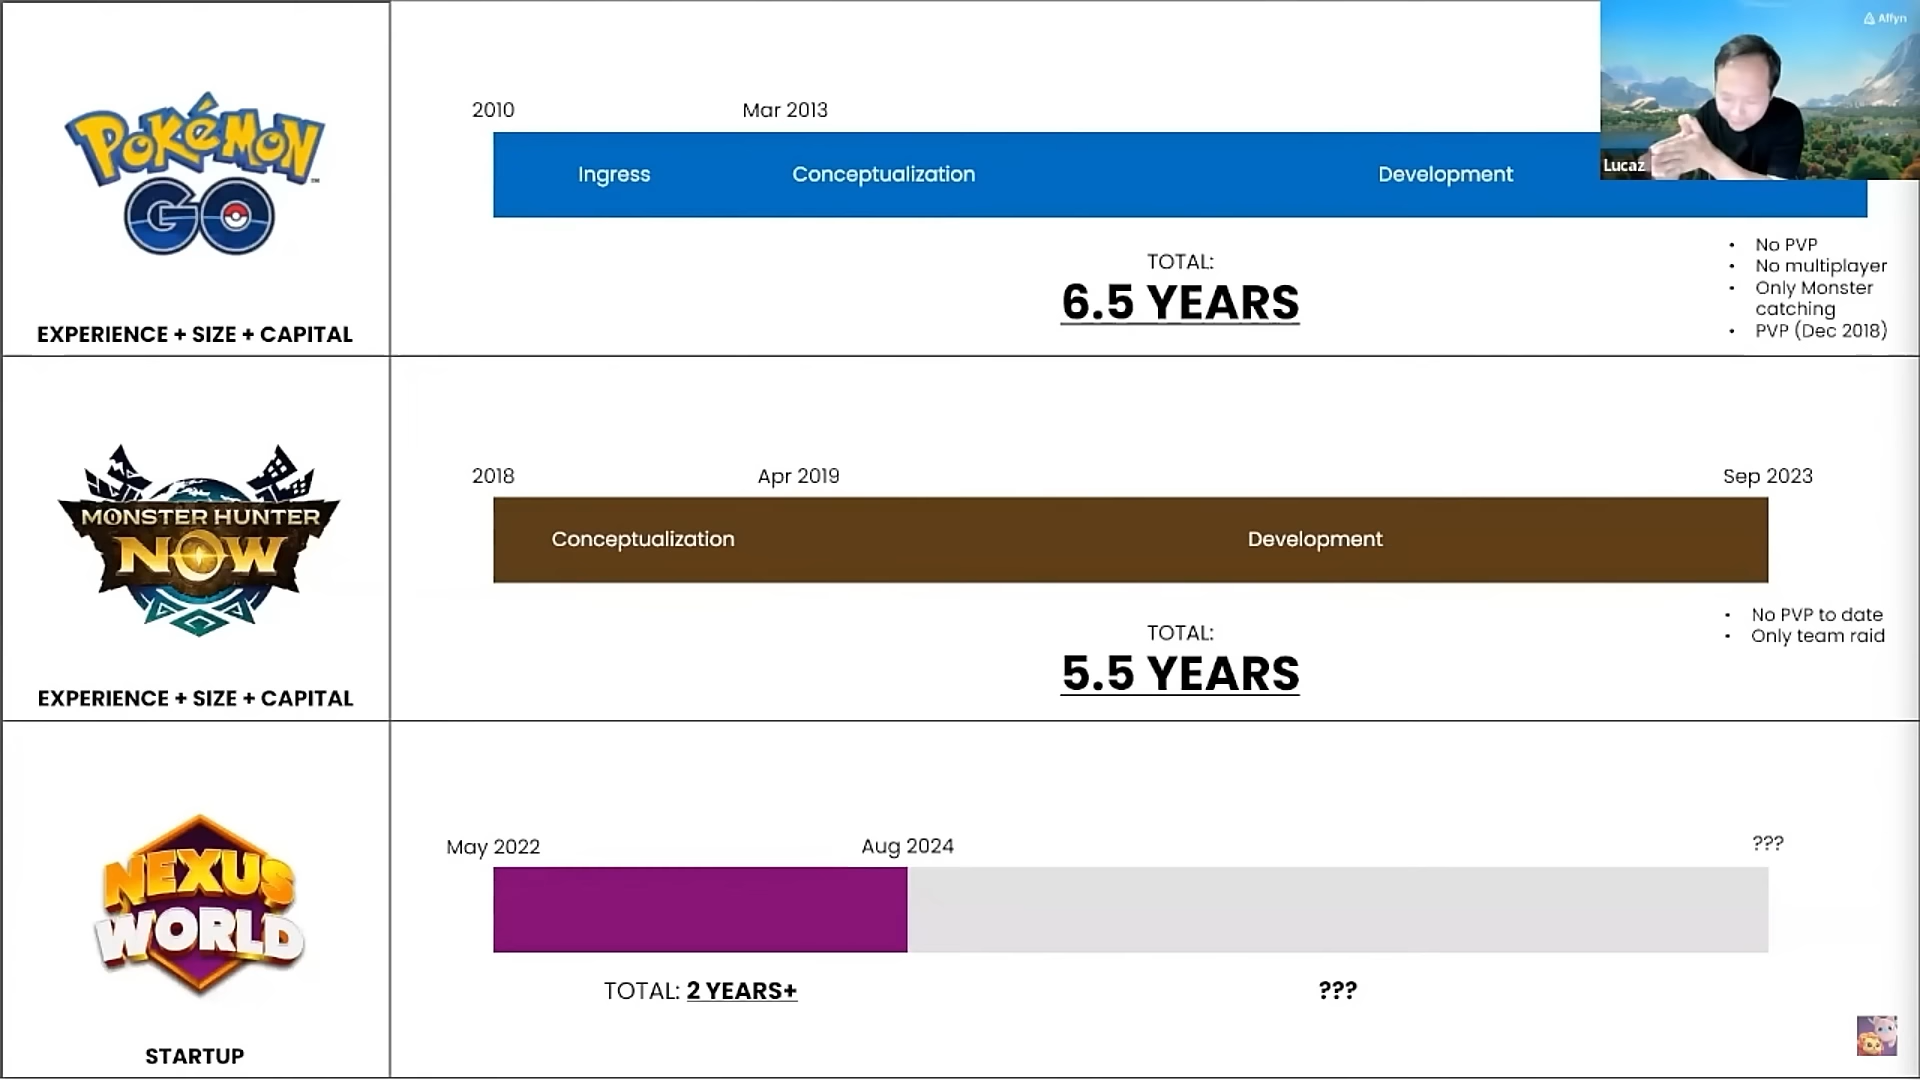 POKÉMON
GO
™
EXPERIENCE + SIZE + CAPITAL
2010
Mar 2013
Ingress
Conceptualization
Development
TOTAL:
6.5 YEARS
• No PVP
• No multiplayer
• Only Monster
catching
• PVP (Dec 2018)
Affyn
Lucaz
MONSTER HUNTER
NOW
EXPERIENCE + SIZE + CAPITAL
2018
Apr 2019
Sep 2023
Conceptualization
Development
TOTAL:
5.5 YEARS
• No PVP to date
• Only team raid
NEXUS
WORLD
STARTUP
May 2022
Aug 2024
???
TOTAL: 2 YEARS+
???